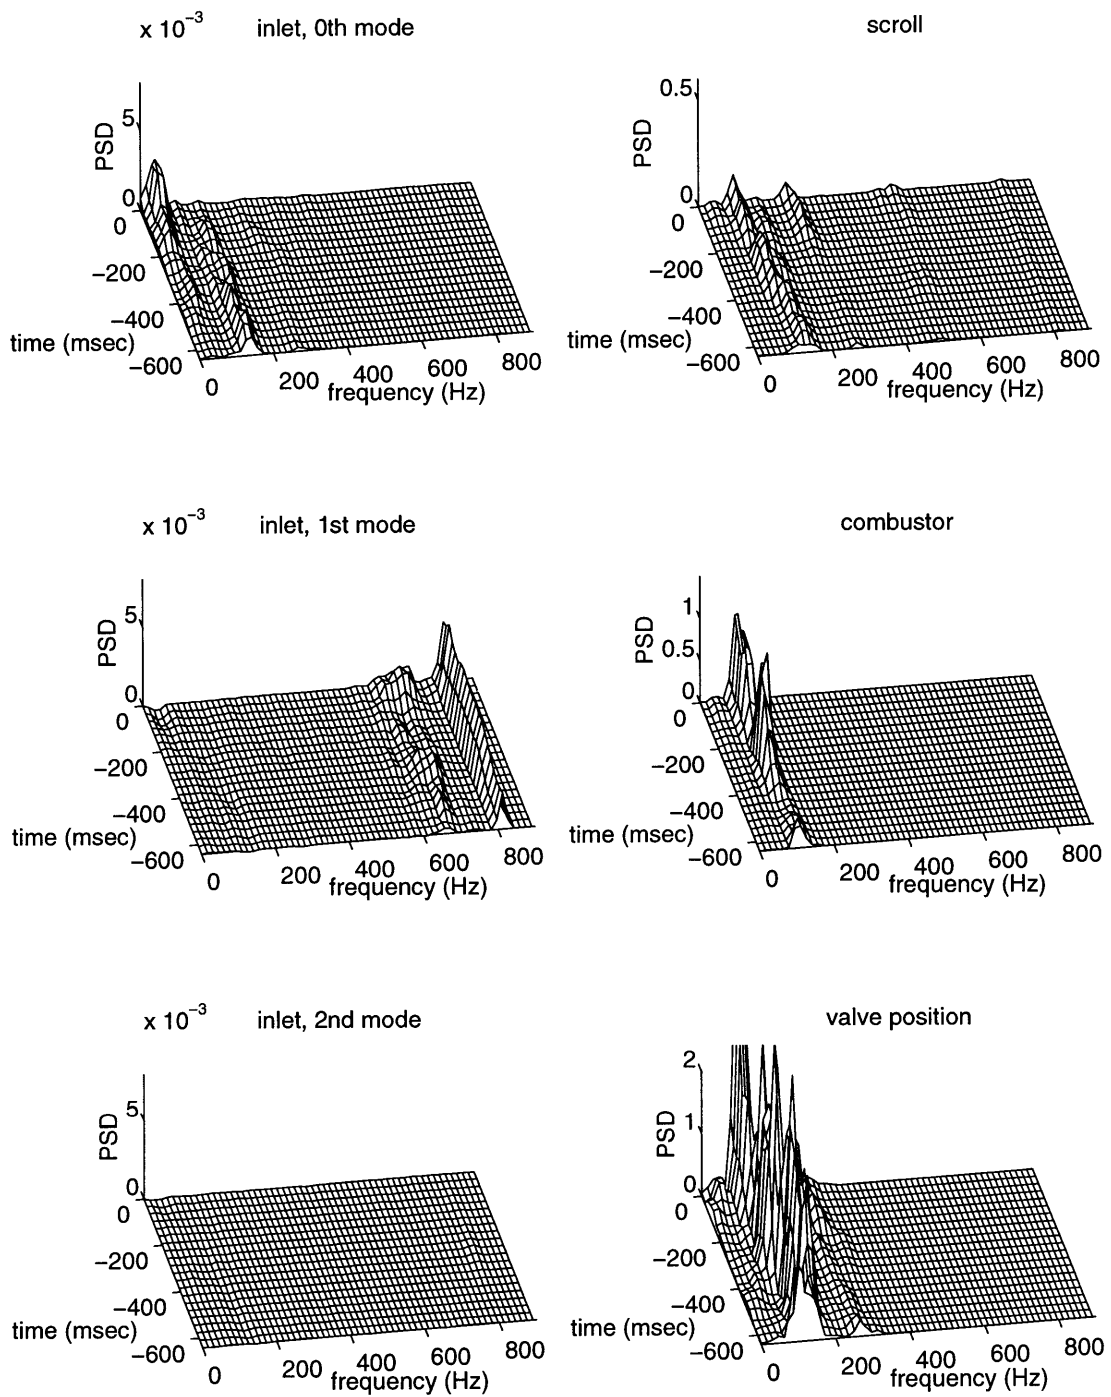 x 10⁻³ inlet, 0th mode
PSD
5
0
0
−200
−400
−600
time (msec)
0
200
400
600
800
frequency (Hz)
scroll
PSD
0.5
0
0
−200
−400
−600
time (msec)
0
200
400
600
800
frequency (Hz)
x 10⁻³ inlet, 1st mode
PSD
5
0
0
−200
−400
−600
time (msec)
0
200
400
600
800
frequency (Hz)
combustor
PSD
1
0.5
0
0
−200
−400
−600
time (msec)
0
200
400
600
800
frequency (Hz)
x 10⁻³ inlet, 2nd mode
PSD
5
0
0
−200
−400
−600
time (msec)
0
200
400
600
800
frequency (Hz)
valve position
PSD
2
1
0
0
−200
−400
−600
time (msec)
0
200
400
600
800
frequency (Hz)